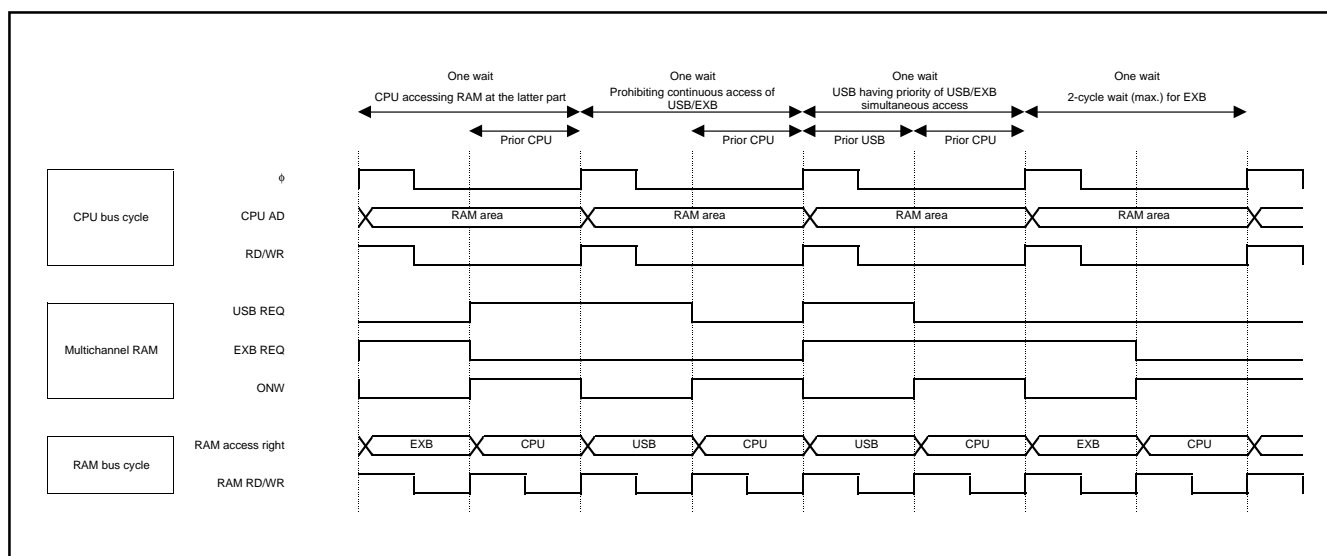 One wait
CPU accessing RAM at the latter part
One wait
Prohibiting continuous access of
USB/EXB
One wait
USB having priority of USB/EXB
simultaneous access
One wait
2-cycle wait (max.) for EXB
Prior CPU
Prior CPU
Prior USB
Prior CPU
CPU bus cycle
ϕ
CPU AD
RAM area
RAM area
RAM area
RAM area
RD/WR
Multichannel RAM
USB REQ
EXB REQ
ONW
RAM bus cycle
RAM access right
EXB
CPU
USB
CPU
USB
CPU
EXB
CPU
RAM RD/WR